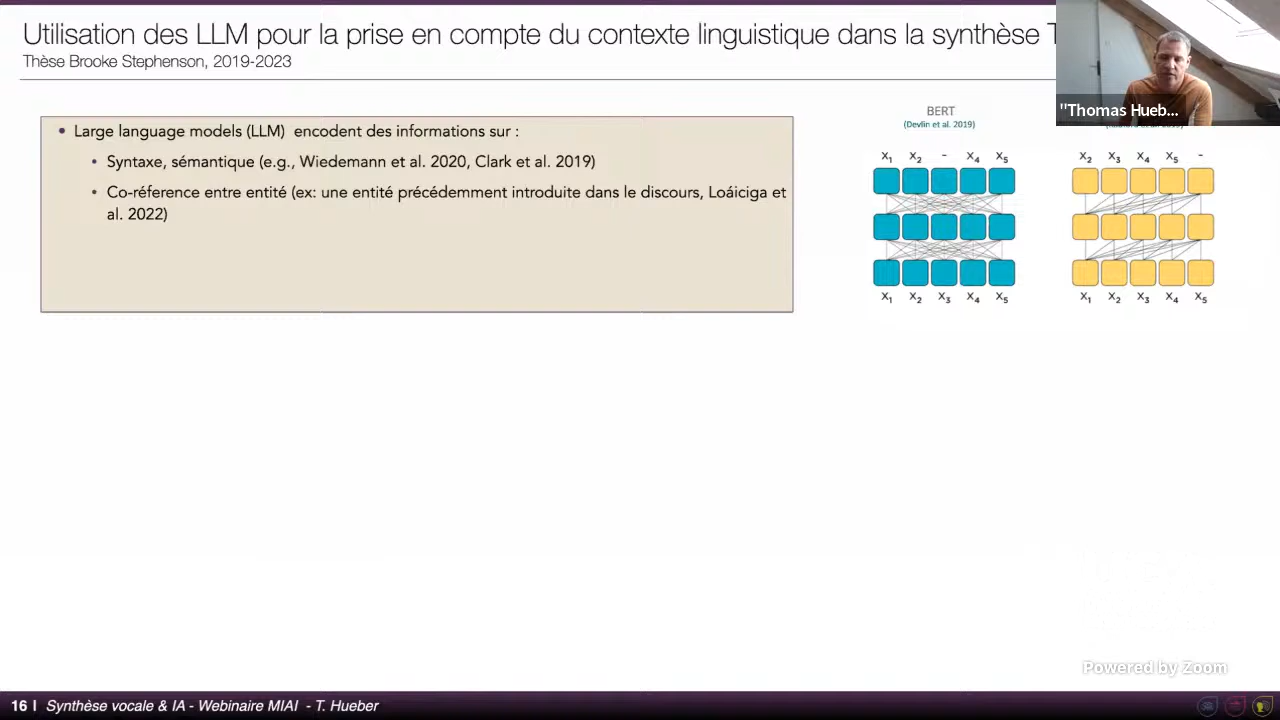 Utilisation des LLM pour la prise en compte du contexte linguistique dans la synthèse
Thèse Brooke Stephenson, 2019-2023
"Thomas Hueb...
• Large language models (LLM) encodent des informations sur :
• Syntaxe, sémantique (e.g., Wiedemann et al. 2020, Clark et al. 2019)
• Co-réference entre entité (ex: une entité précédemment introduite dans le discours, Loáiciga et
al. 2022)
BERT
(Devlin et al. 2019)
X1 X2 - X4 X5
X1 X2 X3 X4 X5
X2 X3 X4 X5 -
X1 X2 X3 X4 X5
Powered by Zoom
16 I Synthèse vocale & IA - Webinaire MIAI - T. Hueber